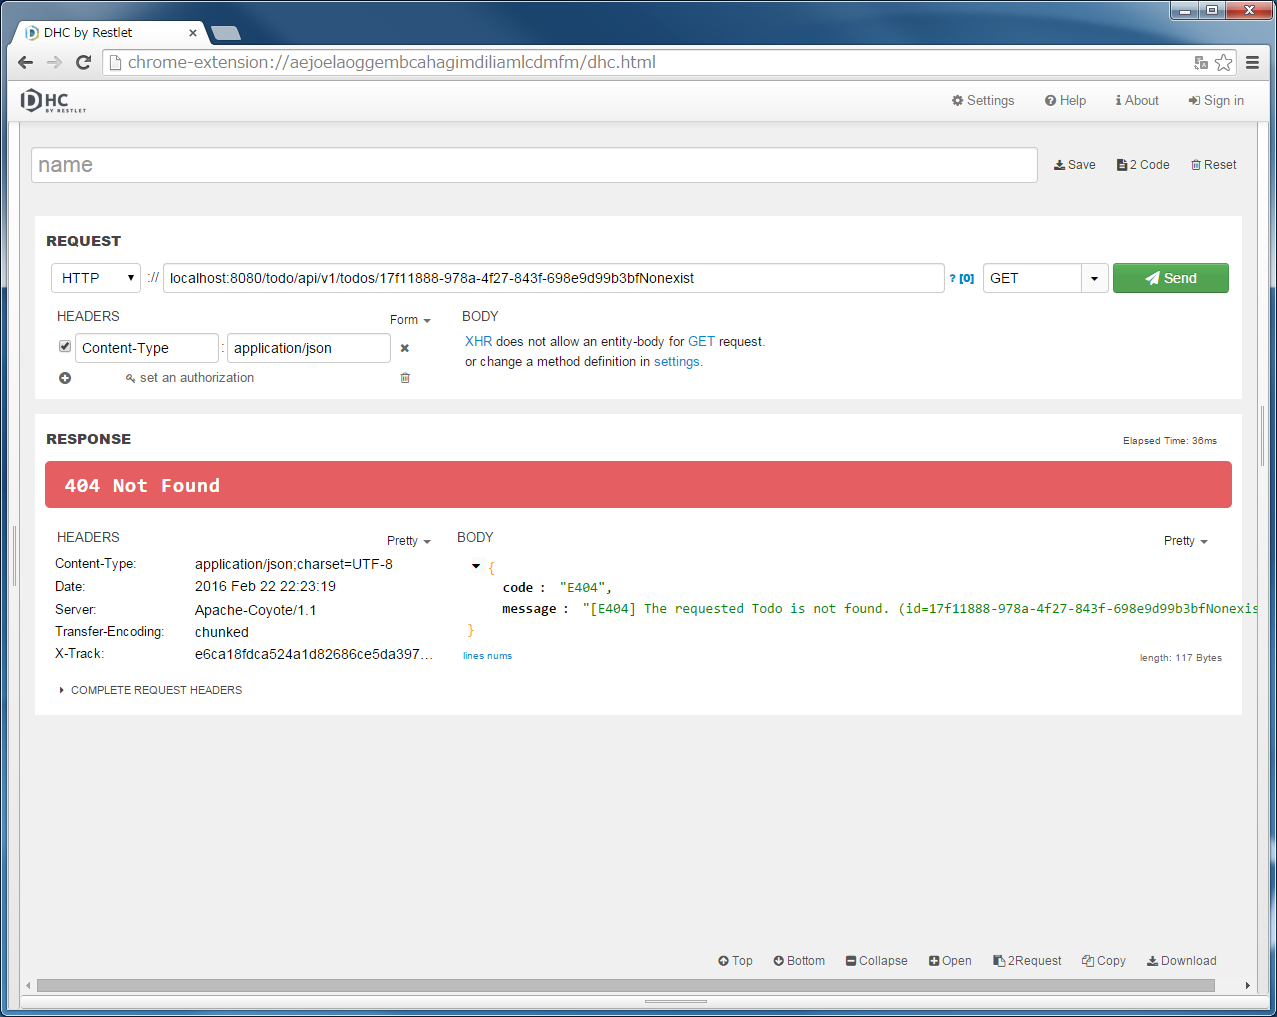 DHC by Restlet
chrome-extension://aejoelaoggembcahagimdiliamlcdmfm/dhc.html
DHC BY RESTLET Settings Help About Sign in
name Save 2 Code Reset
REQUEST
HTTP :// localhost:8080/todo/api/v1/todos/17f11888-978a-4f27-843f-698e9d99b3bfNonexist ? [0] GET Send
HEADERS Form BODY
Content-Type : application/json XHR does not allow an entity-body for GET request.
or change a method definition in settings.
set an authorization
RESPONSE Elapsed Time: 36ms
404 Not Found
HEADERS Pretty BODY Pretty
Content-Type: application/json;charset=UTF-8 {
Date: 2016 Feb 22 22:23:19 code : "E404",
Server: Apache-Coyote/1.1 message : "[E404] The requested Todo is not found. (id=17f11888-978a-4f27-843f-698e9d99b3bfNonexis
Transfer-Encoding: chunked }
X-Track: e6ca18fdca524a1d82686ce5da397... lines nums length: 117 Bytes
COMPLETE REQUEST HEADERS
Top Bottom Collapse Open 2Request Copy Download